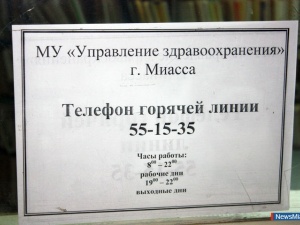 МУ «Управление здравоохранения»
г. Миасса
Телефон горячей линии
55-15-35
Часы работы:
8⁰⁰ – 22⁰⁰
рабочие дни
19⁰⁰ – 22⁰⁰
выходные дни
NewsMi